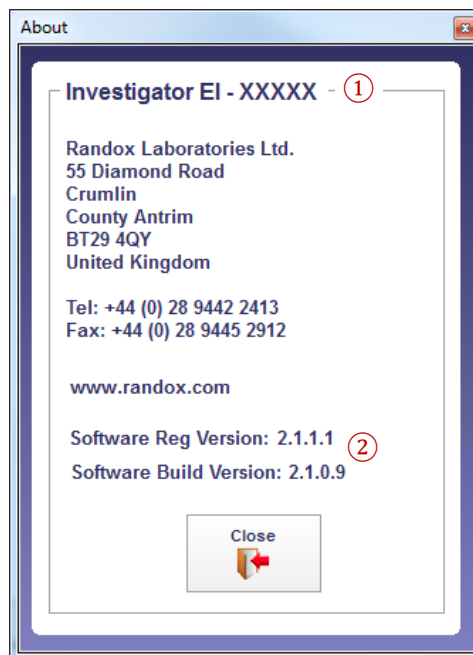 About
Investigator EI - XXXXX ①
Randox Laboratories Ltd.
55 Diamond Road
Crumlin
County Antrim
BT29 4QY
United Kingdom
Tel: +44 (0) 28 9442 2413
Fax: +44 (0) 28 9445 2912
www.randox.com
Software Reg Version: 2.1.1.1 ②
Software Build Version: 2.1.0.9
Close